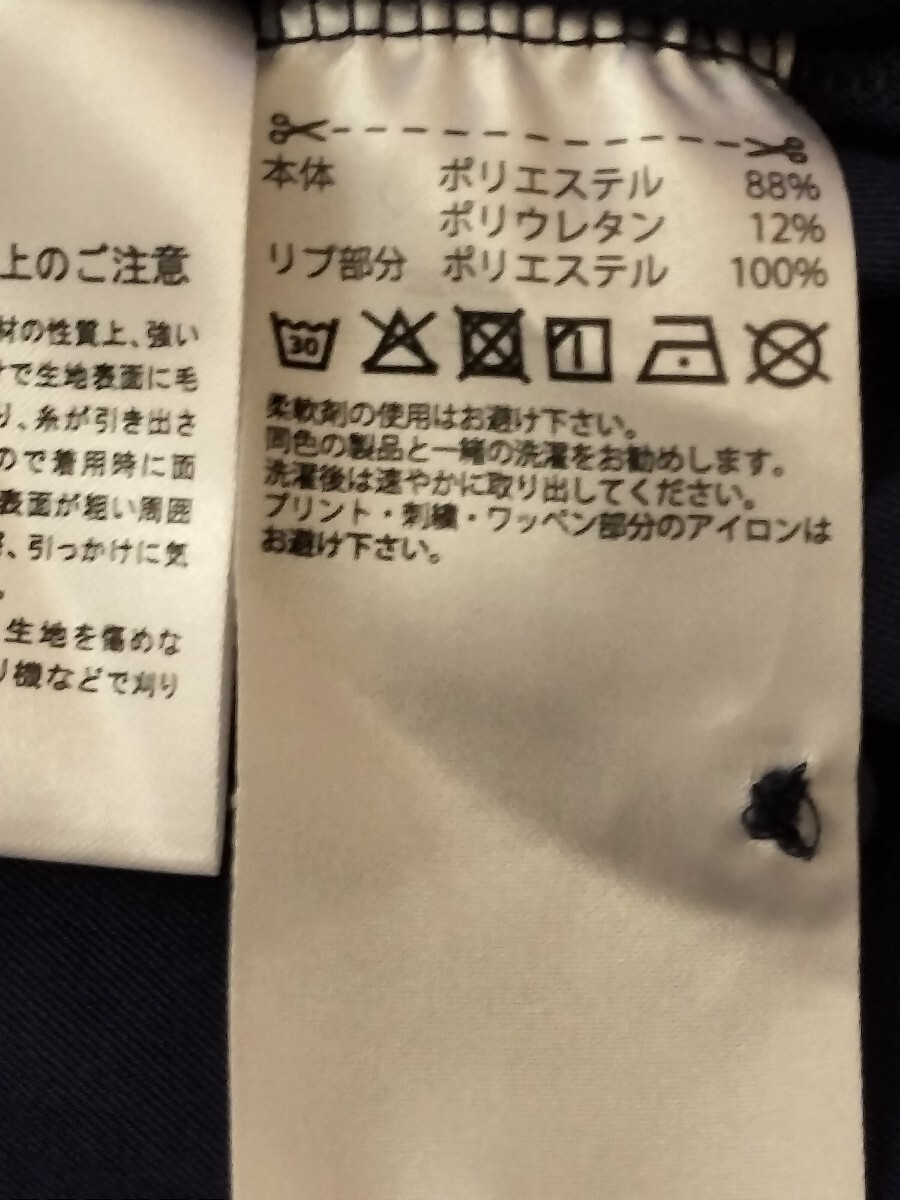 上のご注意
材の性質上、強い
で生地表面に毛
り、糸が引き出さ
ので着用時に面
表面が粗い周囲
、引っかけに気
。
生地を傷めな
リ機などで刈り
本体 ポリエステル 88%
ポリウレタン 12%
リブ部分 ポリエステル 100%
30
柔軟剤の使用はお避け下さい。
同色の製品と一緒の洗濯をお勧めします。
洗濯後は速やかに取り出してください。
プリント・刺繍・ワッペン部分のアイロンは
お避け下さい。